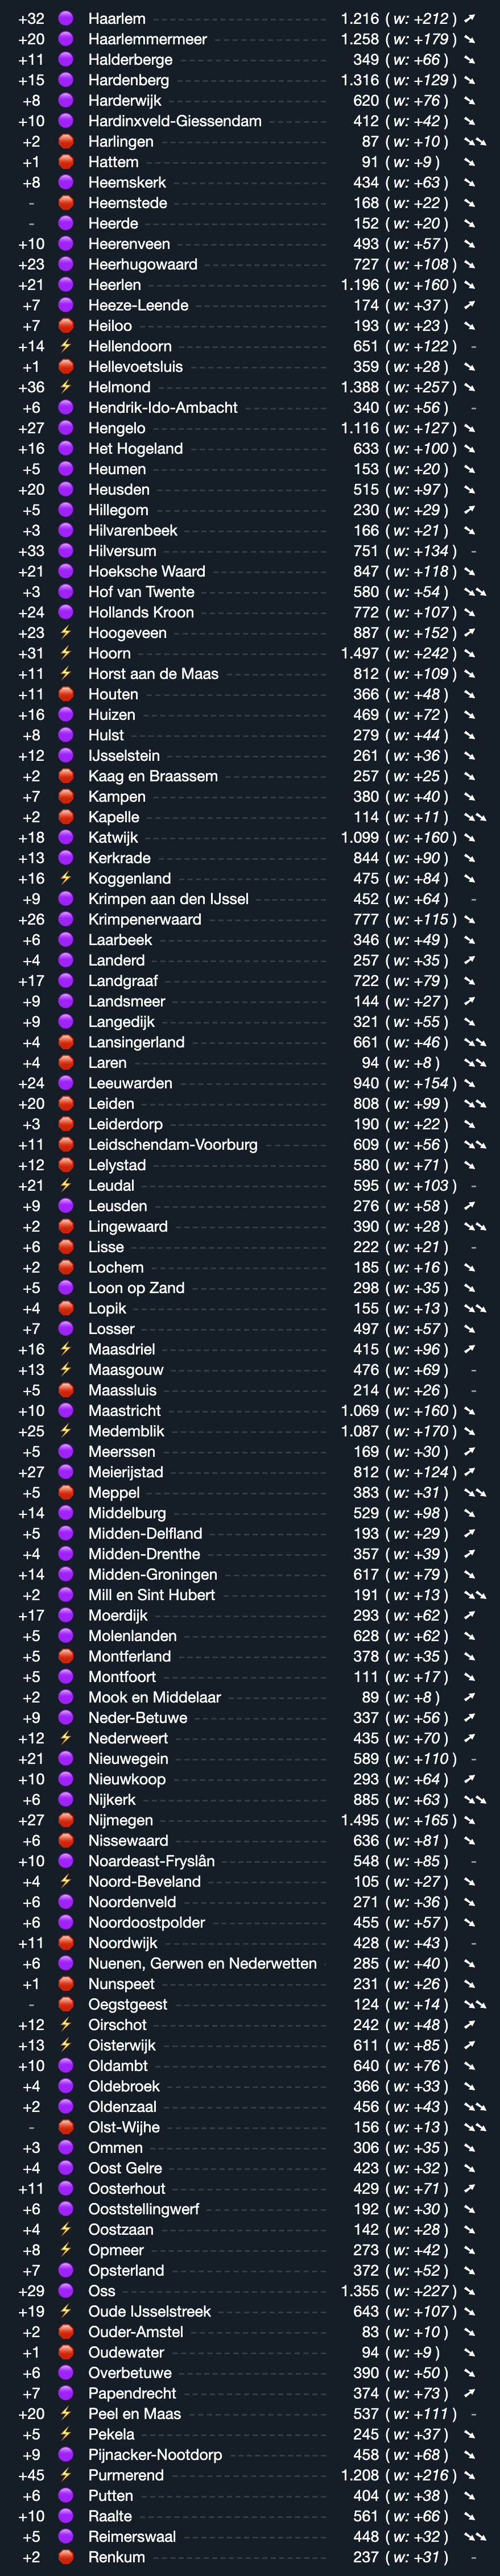 +32 Haarlem 1.216 ( w: +212 )
+20 Haarlemmermeer 1.258 ( w: +179 )
+11 Halderberge 349 ( w: +66 )
+15 Hardenberg 1.316 ( w: +129 )
+8 Harderwijk 620 ( w: +76 )
+10 Hardinxveld-Giessendam 412 ( w: +42 )
+2 Harlingen 87 ( w: +10 )
+1 Hattem 91 ( w: +9 )
+8 Heemskerk 434 ( w: +63 )
- Heemstede 168 ( w: +22 )
- Heerde 152 ( w: +20 )
+10 Heerenveen 493 ( w: +57 )
+23 Heerhugowaard 727 ( w: +108 )
+21 Heerlen 1.196 ( w: +160 )
+7 Heeze-Leende 174 ( w: +37 )
+7 Heiloo 193 ( w: +23 )
+14 Hellendoorn 651 ( w: +122 ) -
+1 Hellevoetsluis 359 ( w: +28 )
+36 Helmond 1.388 ( w: +257 )
+6 Hendrik-Ido-Ambacht 340 ( w: +56 ) -
+27 Hengelo 1.116 ( w: +127 )
+16 Het Hogeland 633 ( w: +100 )
+5 Heumen 153 ( w: +20 )
+20 Heusden 515 ( w: +97 )
+5 Hillegom 230 ( w: +29 )
+3 Hilvarenbeek 166 ( w: +21 )
+33 Hilversum 751 ( w: +134 ) -
+21 Hoeksche Waard 847 ( w: +118 )
+3 Hof van Twente 580 ( w: +54 )
+24 Hollands Kroon 772 ( w: +107 )
+23 Hoogeveen 887 ( w: +152 )
+31 Hoorn 1.497 ( w: +242 )
+11 Horst aan de Maas 812 ( w: +109 )
+11 Houten 366 ( w: +48 )
+16 Huizen 469 ( w: +72 )
+8 Hulst 279 ( w: +44 )
+12 IJsselstein 261 ( w: +36 )
+2 Kaag en Braassem 257 ( w: +25 )
+7 Kampen 380 ( w: +40 )
+2 Kapelle 114 ( w: +11 )
+18 Katwijk 1.099 ( w: +160 )
+13 Kerkrade 844 ( w: +90 )
+16 Koggenland 475 ( w: +84 )
+9 Krimpen aan den IJssel 452 ( w: +64 ) -
+26 Krimpenerwaard 777 ( w: +115 )
+6 Laarbeek 346 ( w: +49 )
+4 Landerd 257 ( w: +35 )
+17 Landgraaf 722 ( w: +79 )
+9 Landsmeer 144 ( w: +27 )
+9 Langedijk 321 ( w: +55 )
+4 Lansingerland 661 ( w: +46 )
+4 Laren 94 ( w: +8 )
+24 Leeuwarden 940 ( w: +154 )
+20 Leiden 808 ( w: +99 )
+3 Leiderdorp 190 ( w: +22 )
+11 Leidschendam-Voorburg 609 ( w: +56 )
+12 Lelystad 580 ( w: +71 )
+21 Leudal 595 ( w: +103 ) -
+9 Leusden 276 ( w: +58 )
+2 Lingewaard 390 ( w: +28 )
+6 Lisse 222 ( w: +21 ) -
+2 Lochem 185 ( w: +16 )
+5 Loon op Zand 298 ( w: +35 )
+4 Lopik 155 ( w: +13 )
+7 Losser 497 ( w: +57 )
+16 Maasdriel 415 ( w: +96 )
+13 Maasgouw 476 ( w: +69 ) -
+5 Maassluis 214 ( w: +26 ) -
+10 Maastricht 1.069 ( w: +160 )
+25 Medemblik 1.087 ( w: +170 )
+5 Meerssen 169 ( w: +30 )
+27 Meierijstad 812 ( w: +124 )
+5 Meppel 383 ( w: +31 )
+14 Middelburg 529 ( w: +98 )
+5 Midden-Delfland 193 ( w: +29 )
+4 Midden-Drenthe 357 ( w: +39 )
+14 Midden-Groningen 617 ( w: +79 )
+2 Mill en Sint Hubert 191 ( w: +13 )
+17 Moerdijk 293 ( w: +62 )
+5 Molenlanden 628 ( w: +62 )
+5 Montferland 378 ( w: +35 )
+5 Montfoort 111 ( w: +17 )
+2 Mook en Middelaar 89 ( w: +8 )
+9 Neder-Betuwe 337 ( w: +56 )
+12 Nederweert 435 ( w: +70 )
+21 Nieuwegein 589 ( w: +110 ) -
+10 Nieuwkoop 293 ( w: +64 )
+6 Nijkerk 885 ( w: +63 )
+27 Nijmegen 1.495 ( w: +165 )
+6 Nissewaard 636 ( w: +81 )
+10 Noardeast-Fryslân 548 ( w: +85 ) -
+4 Noord-Beveland 105 ( w: +27 )
+6 Noordenveld 271 ( w: +36 )
+6 Noordoostpolder 455 ( w: +57 )
+11 Noordwijk 428 ( w: +43 ) -
+6 Nuenen, Gerwen en Nederwetten 285 ( w: +40 )
+1 Nunspeet 231 ( w: +26 )
- Oegstgeest 124 ( w: +14 )
+12 Oirschot 242 ( w: +48 )
+13 Oisterwijk 611 ( w: +85 )
+10 Oldambt 640 ( w: +76 )
+4 Oldebroek 366 ( w: +33 )
+2 Oldenzaal 456 ( w: +43 )
- Olst-Wijhe 156 ( w: +13 )
+3 Ommen 306 ( w: +35 )
+4 Oost Gelre 423 ( w: +32 )
+11 Oosterhout 429 ( w: +71 )
+6 Ooststellingwerf 192 ( w: +30 )
+4 Oostzaan 142 ( w: +28 )
+8 Opmeer 273 ( w: +42 )
+7 Opsterland 372 ( w: +52 )
+29 Oss 1.355 ( w: +227 )
+19 Oude IJsselstreek 643 ( w: +107 )
+2 Ouder-Amstel 83 ( w: +10 )
+1 Oudewater 94 ( w: +9 )
+6 Overbetuwe 390 ( w: +50 )
+7 Papendrecht 374 ( w: +73 )
+20 Peel en Maas 537 ( w: +111 ) -
+5 Pekela 245 ( w: +37 )
+9 Pijnacker-Nootdorp 458 ( w: +68 )
+45 Purmerend 1.208 ( w: +216 )
+6 Putten 404 ( w: +38 )
+10 Raalte 561 ( w: +66 )
+5 Reimerswaal 448 ( w: +32 )
+2 Renkum 237 ( w: +31 ) -